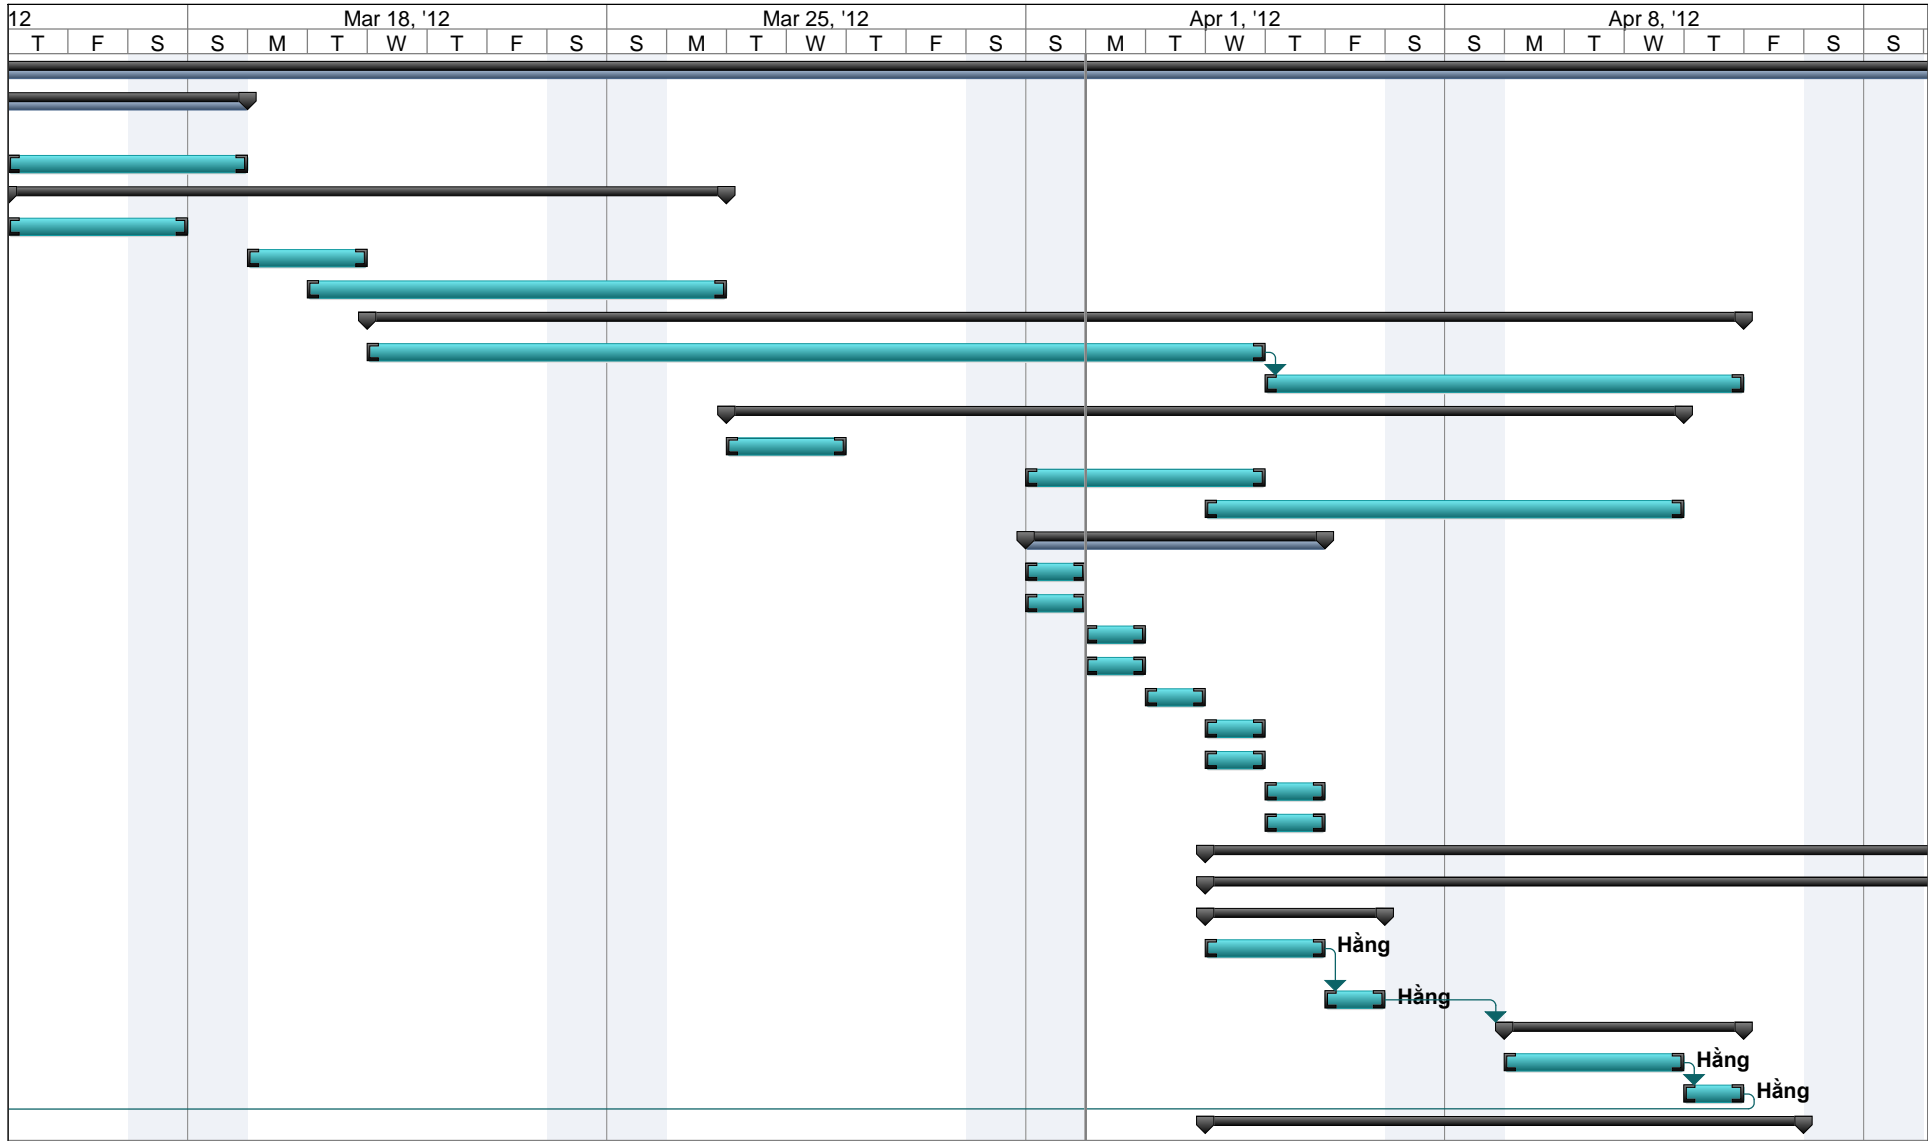 12 Mar 18, '12 Mar 25, '12 Apr 1, '12 Apr 8, '12
T F S S M T W T F S S M T W T F S S M T W T F S S M T W T F S S
Hằng
Hằng
Hằng
Hằng